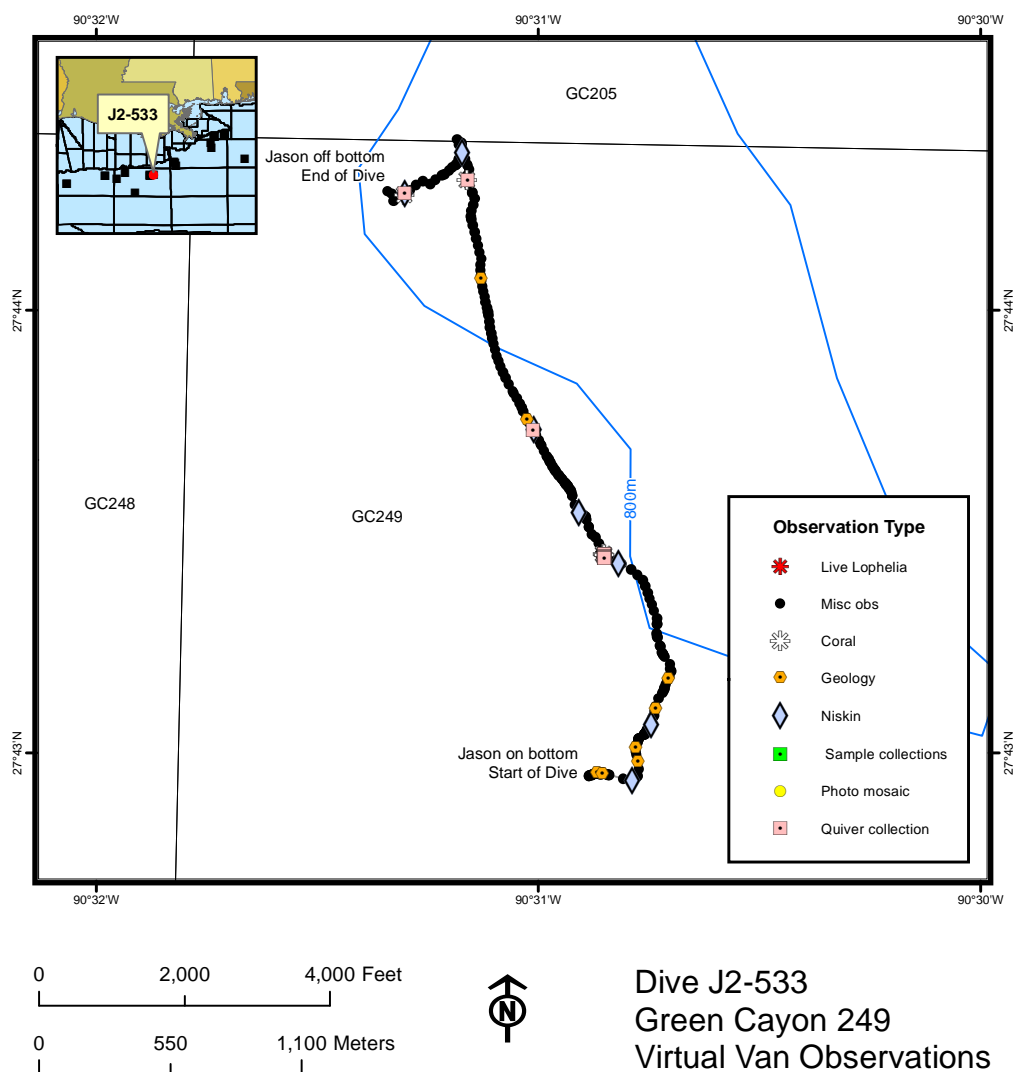 90°32'W
90°31'W
90°30'W
GC205
J2-533
Jason off bottom
End of Dive
27°44'N
27°44'N
800m
GC248
GC249
Observation Type
Live Lophelia
Misc obs
Coral
Geology
Niskin
Sample collections
Photo mosaic
Quiver collection
Jason on bottom
Start of Dive
27°43'N
27°43'N
90°32'W
90°31'W
90°30'W
0 2,000 4,000 Feet
N
0 550 1,100 Meters
Dive J2-533
Green Cayon 249
Virtual Van Observations